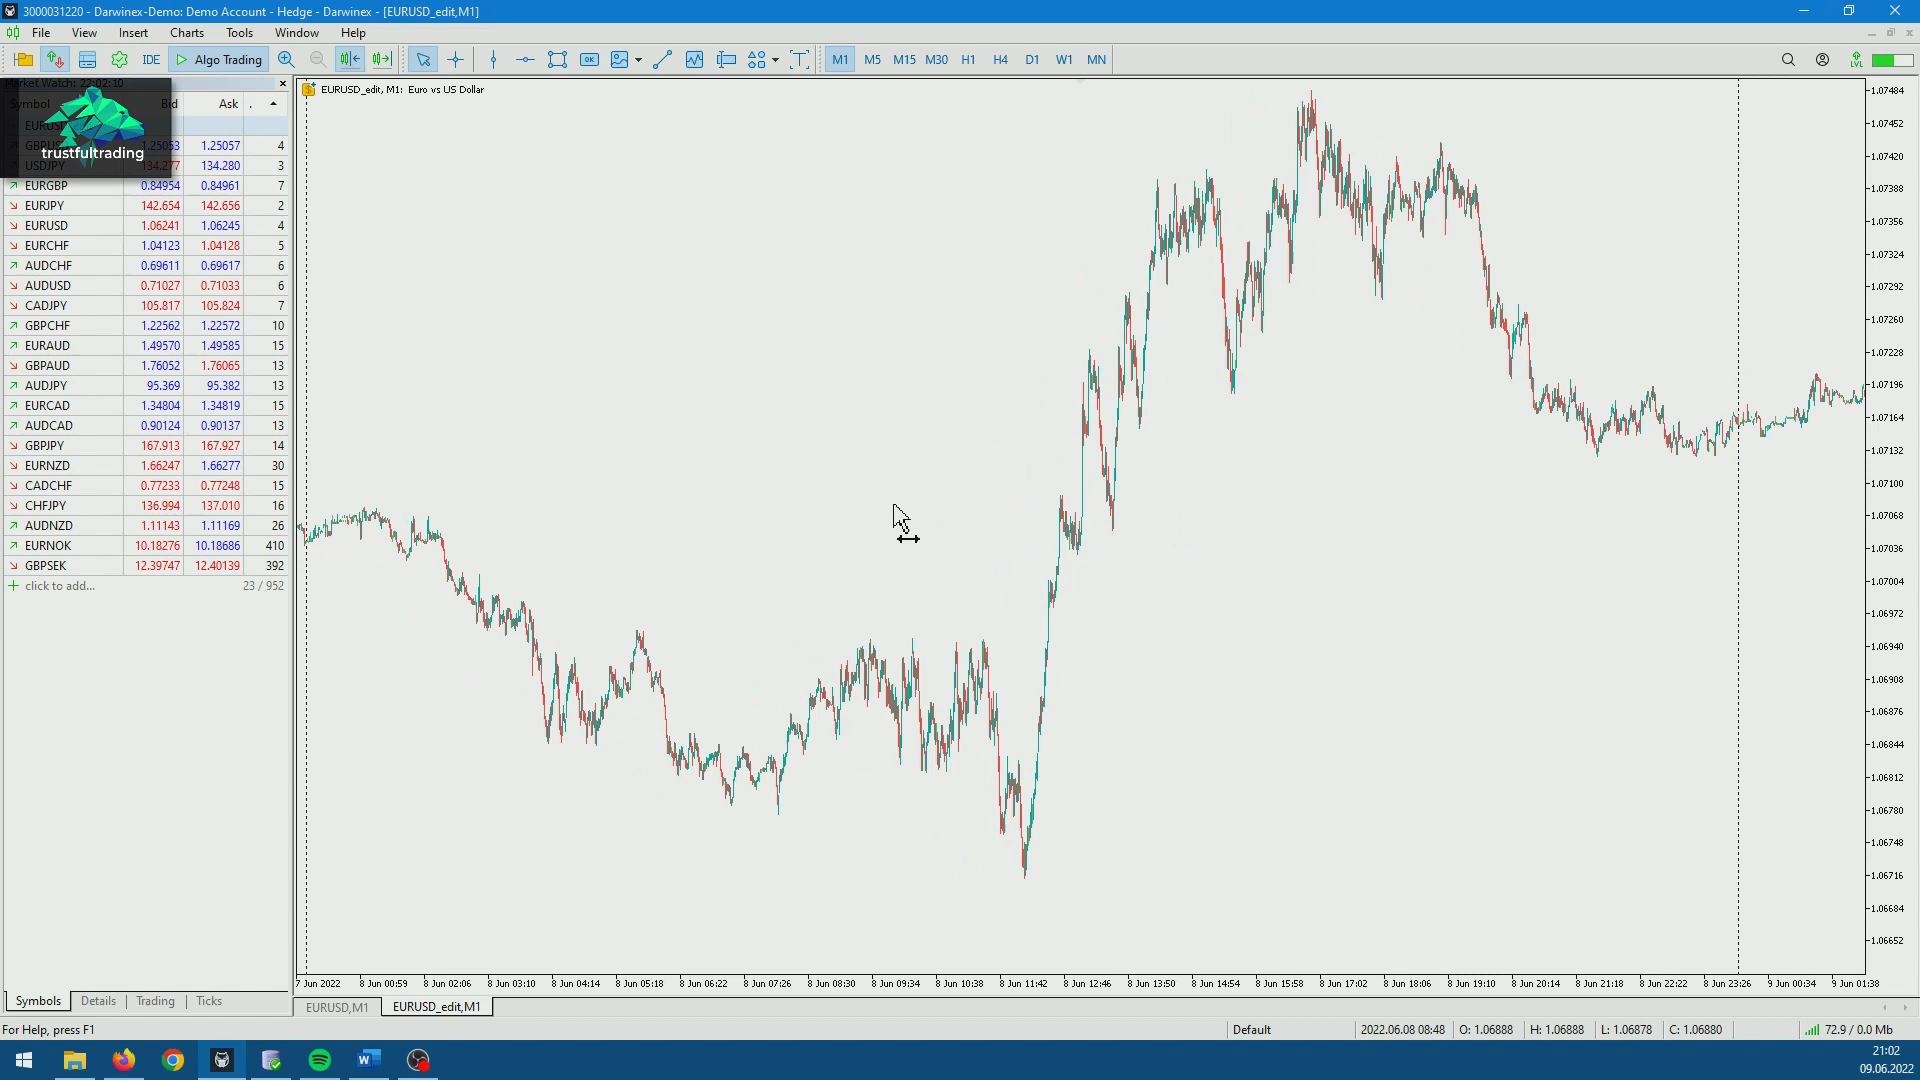 3000031220 - Darwinex-Demo: Demo Account - Hedge - Darwinex - [EURUSD_edit,M1]
File View Insert Charts Tools Window Help
IDE Algo Trading OK M1 M5 M15 M30 H1 H4 D1 W1 MN LVL
Market Watch: 22:02:10
Symbol Bid Ask .
trustfultrading
EURUSD
GBPUSD 1.25053 1.25057 4
USDJPY 134.277 134.280 3
EURGBP 0.84954 0.84961 7
EURJPY 142.654 142.656 2
EURUSD 1.06241 1.06245 4
EURCHF 1.04123 1.04128 5
AUDCHF 0.69611 0.69617 6
AUDUSD 0.71027 0.71033 6
CADJPY 105.817 105.824 7
GBPCHF 1.22562 1.22572 10
EURAUD 1.49570 1.49585 15
GBPAUD 1.76052 1.76065 13
AUDJPY 95.369 95.382 13
EURCAD 1.34804 1.34819 15
AUDCAD 0.90124 0.90137 13
GBPJPY 167.913 167.927 14
EURNZD 1.66247 1.66277 30
CADCHF 0.77233 0.77248 15
CHFJPY 136.994 137.010 16
AUDNZD 1.11143 1.11169 26
EURNOK 10.18276 10.18686 410
GBPSEK 12.39747 12.40139 392
click to add... 23 / 952
Symbols Details Trading Ticks
EURUSD_edit, M1: Euro vs US Dollar
1.07484
1.07452
1.07420
1.07388
1.07356
1.07324
1.07292
1.07260
1.07228
1.07196
1.07164
1.07132
1.07100
1.07068
1.07036
1.07004
1.06972
1.06940
1.06908
1.06876
1.06844
1.06812
1.06780
1.06748
1.06716
1.06684
1.06652
7 Jun 2022 8 Jun 00:59 8 Jun 02:06 8 Jun 03:10 8 Jun 04:14 8 Jun 05:18 8 Jun 06:22 8 Jun 07:26 8 Jun 08:30 8 Jun 09:34 8 Jun 10:38 8 Jun 11:42 8 Jun 12:46 8 Jun 13:50 8 Jun 14:54 8 Jun 15:58 8 Jun 17:02 8 Jun 18:06 8 Jun 19:10 8 Jun 20:14 8 Jun 21:18 8 Jun 22:22 8 Jun 23:26 9 Jun 00:34 9 Jun 01:38
EURUSD,M1 EURUSD_edit,M1
For Help, press F1 Default 2022.06.08 08:48 O: 1.06888 H: 1.06888 L: 1.06878 C: 1.06880 72.9 / 0.0 Mb
21:02
09.06.2022